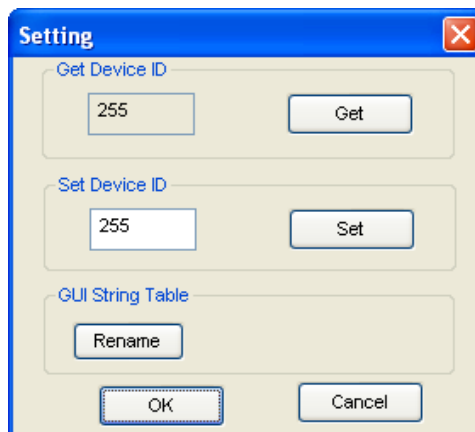 Setting
Get Device ID
255
Get
Set Device ID
255
Set
GUI String Table
Rename
OK
Cancel